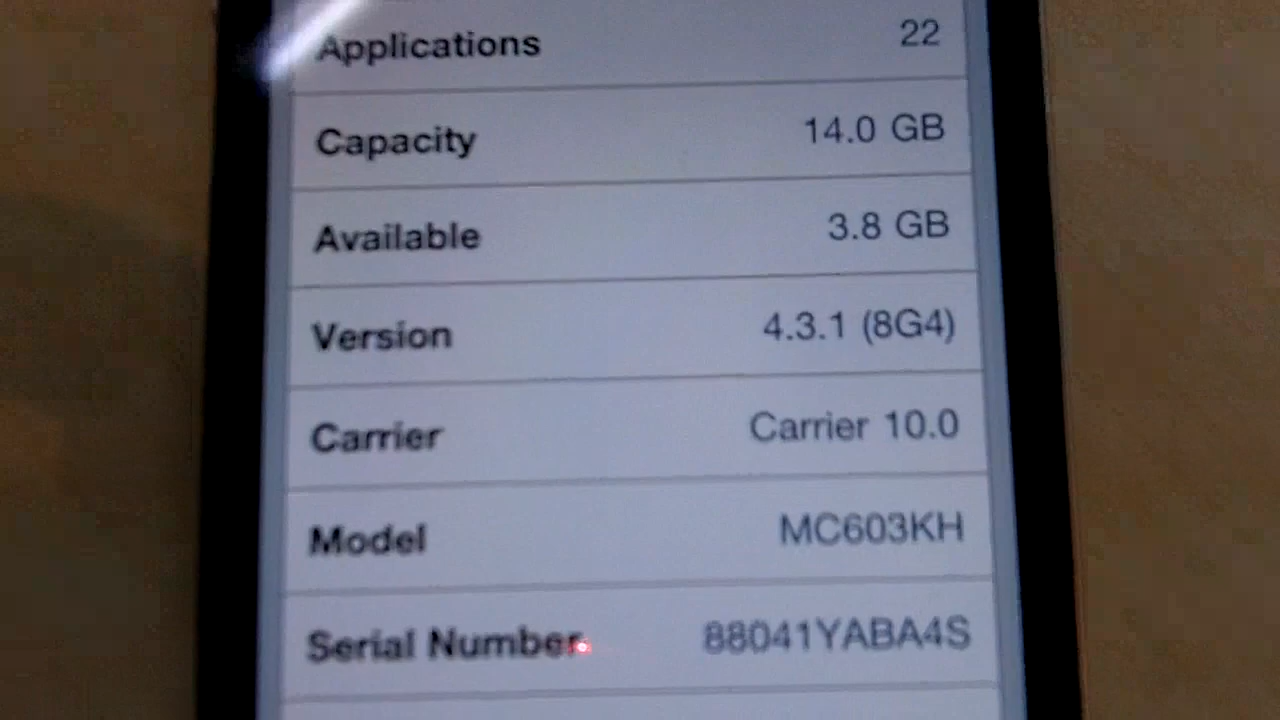 Applications 22
Capacity 14.0 GB
Available 3.8 GB
Version 4.3.1 (8G4)
Carrier Carrier 10.0
Model MC603KH
Serial Number 88041YABA4S